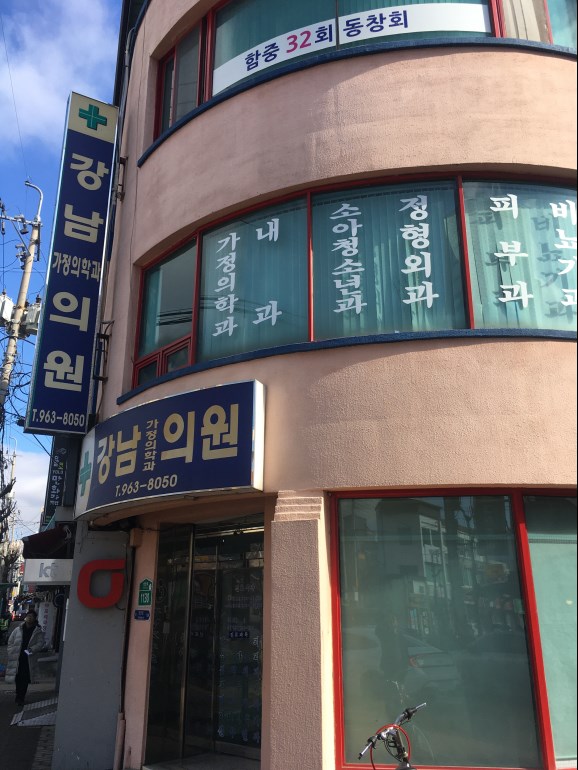 함중 32회 동창회
가정의학과
내과
소아청소년과
정형외과
피부과
비뇨기과
강남
가정의학과
의원
T.963-8050
강남
가정의학과
의원
T.963-8050
kt
1130